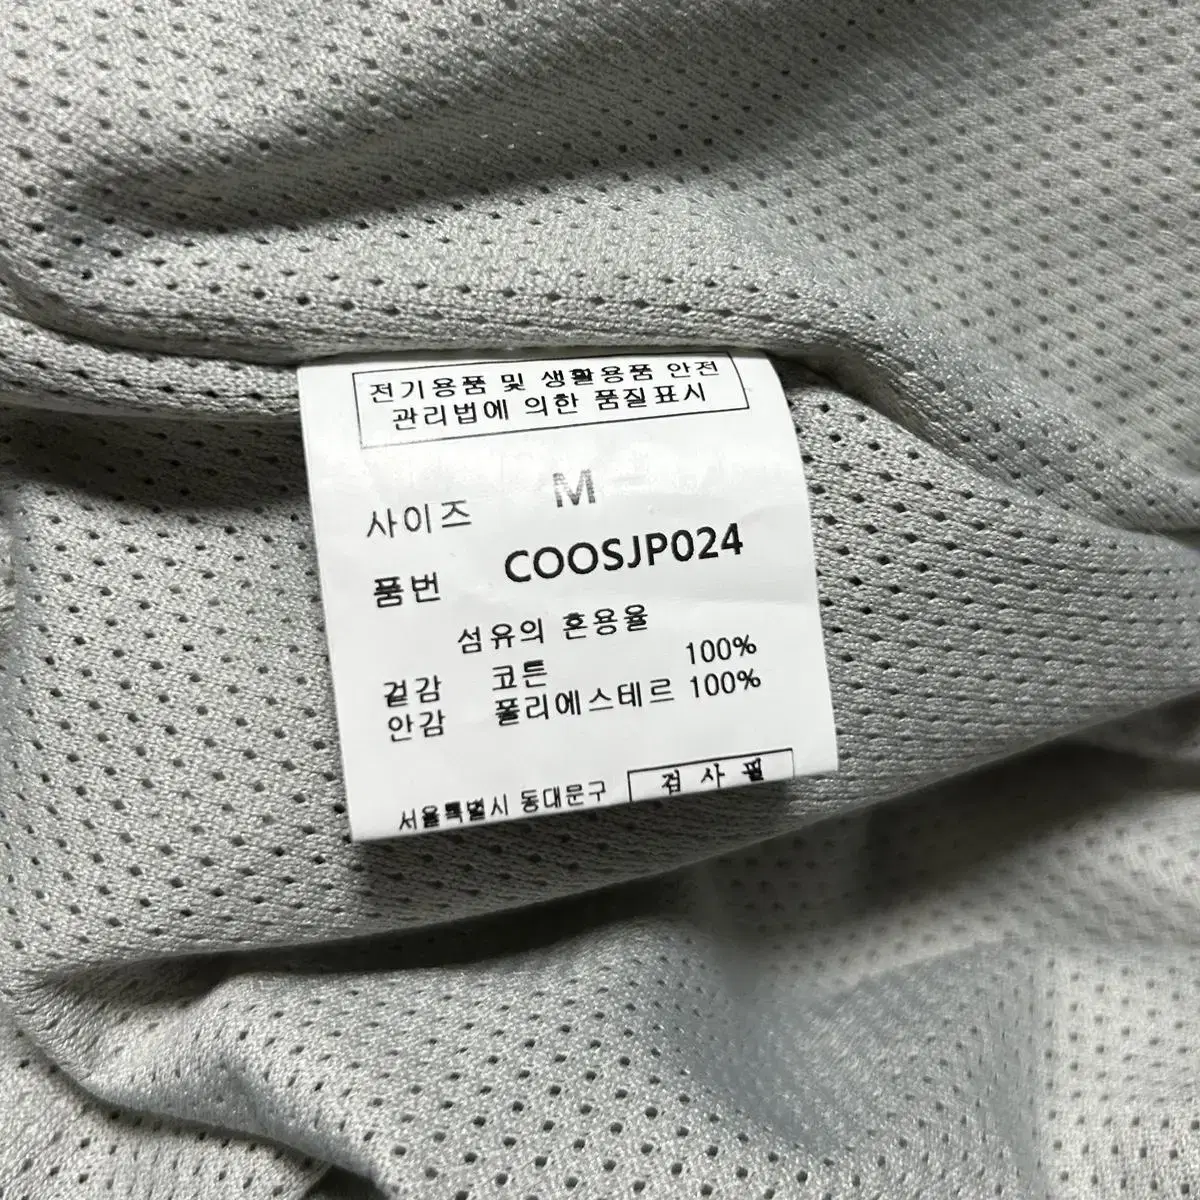 전기용품 및 생활용품 안전
관리법에 의한 품질표시
사이즈 M
품번 COOSJP024
섬유의 혼용율
겉감 코튼 100%
안감 폴리에스테르 100%
서울특별시 동대문구 검 사 필